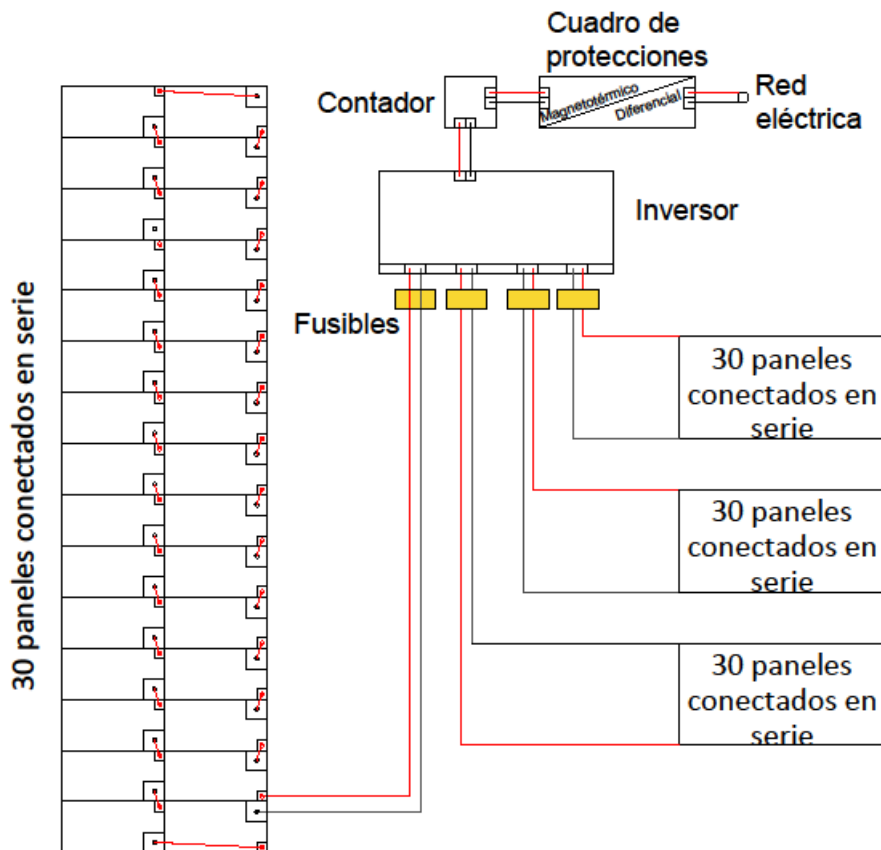 Cuadro de
protecciones
Contador
Magnetotérmico
Diferencial
Red
eléctrica
Inversor
Fusibles
30 paneles conectados en serie
30 paneles
conectados en
serie
30 paneles
conectados en
serie
30 paneles
conectados en
serie